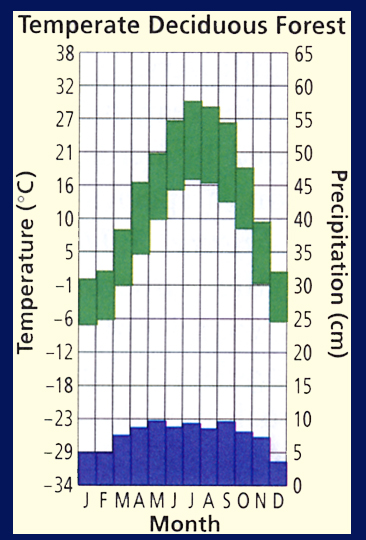 Temperate Deciduous Forest
38 65
32 60
27 55
21 50
16 45
10 40
5 35
−1 30
−6 25
−12 20
−18 15
−23 10
−29 5
−34 0
Temperature (°C)
Precipitation (cm)
J F M A M J J A S O N D
Month